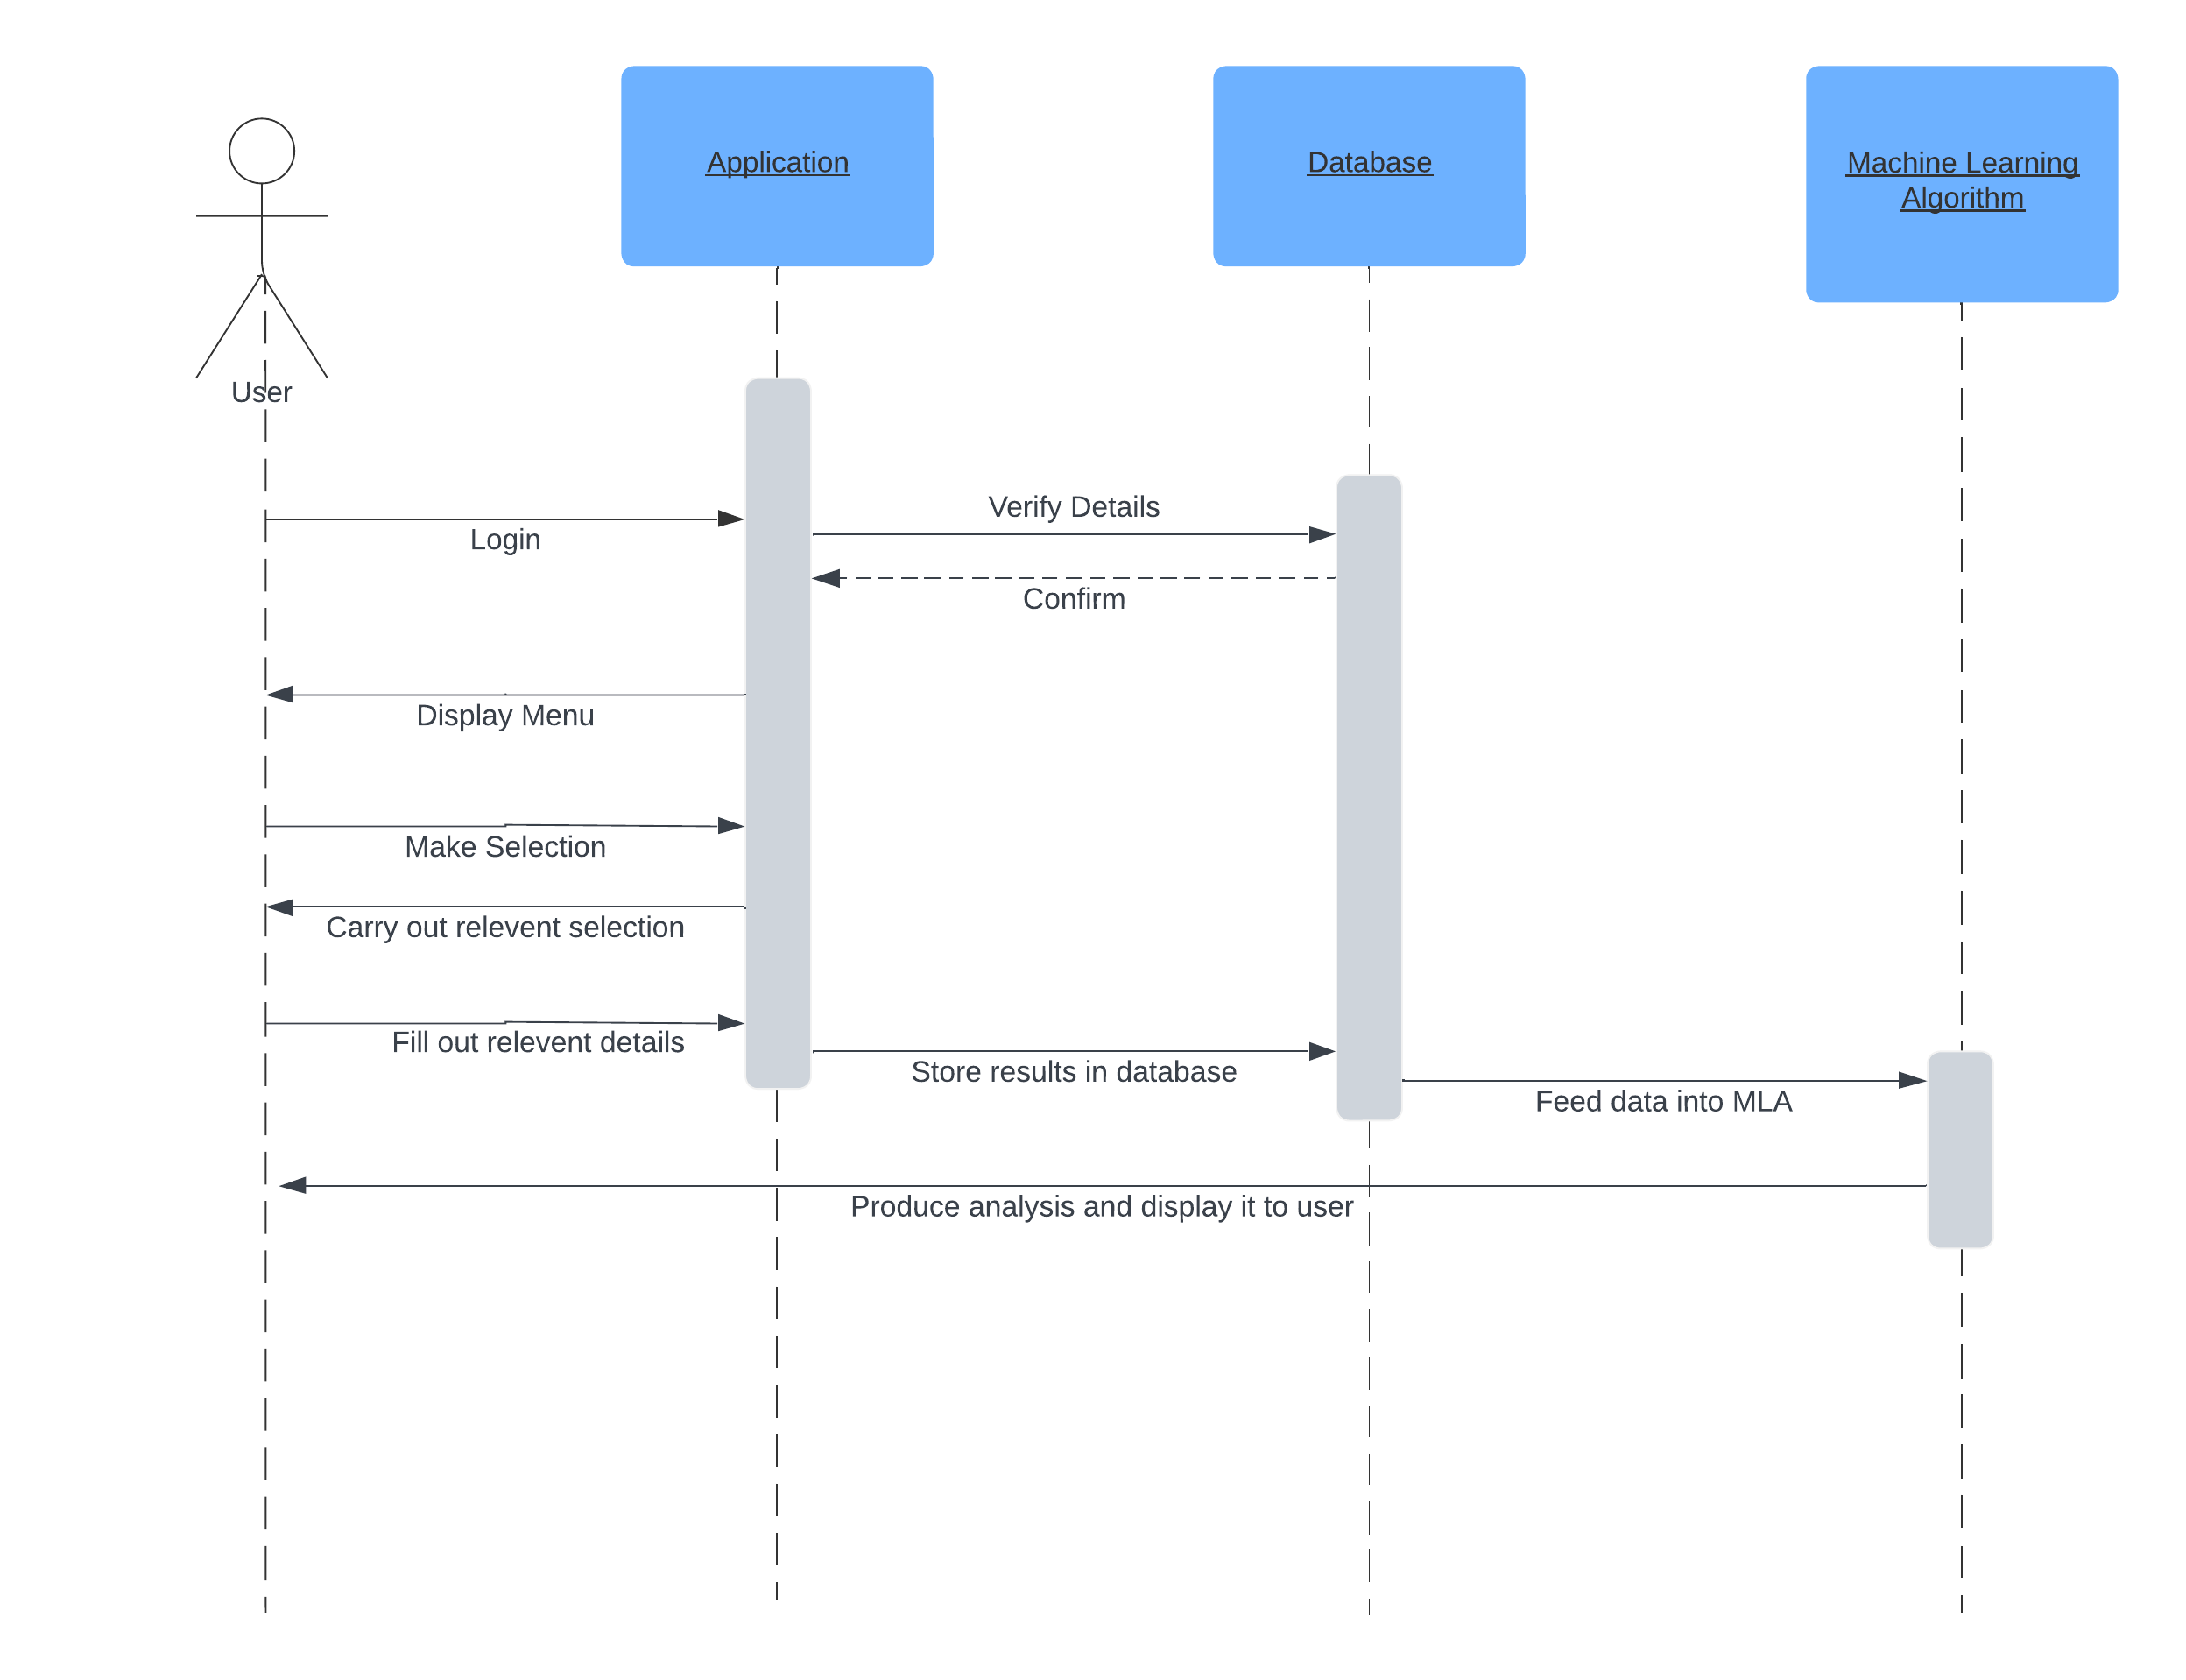 Application
Database
Machine Learning
Algorithm
User
Verify Details
Login
Confirm
Display Menu
Make Selection
Carry out relevent selection
Fill out relevent details
Store results in database
Feed data into MLA
Produce analysis and display it to user